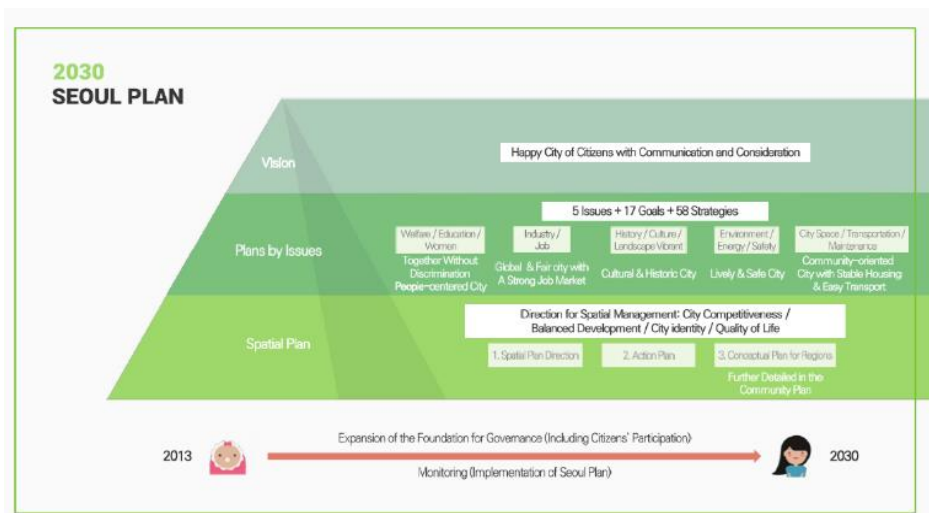 2030
SEOUL PLAN
Vision
Happy City of Citizens with Communication and Consideration
Plans by Issues
5 Issues + 17 Goals + 58 Strategies
Welfare / Education /
Women
Together Without
Discrimination
People-centered City
Industry /
Job
Global & Fair city with
A Strong Job Market
History / Culture /
Landscape Vibrant
Cultural & Historic City
Environment /
Energy / Safety
Lively & Safe City
City Space / Transportation /
Maintenance
Community-oriented
City with Stable Housing
& Easy Transport
Spatial Plan
Direction for Spatial Management: City Competitiveness /
Balanced Development / City identity / Quality of Life
1. Spatial Plan Direction
2. Action Plan
3. Conceptual Plan for Regions
Further Detailed in the
Community Plan
2013
Expansion of the Foundation for Governance (Including Citizens' Participation)
Monitoring (Implementation of Seoul Plan)
2030